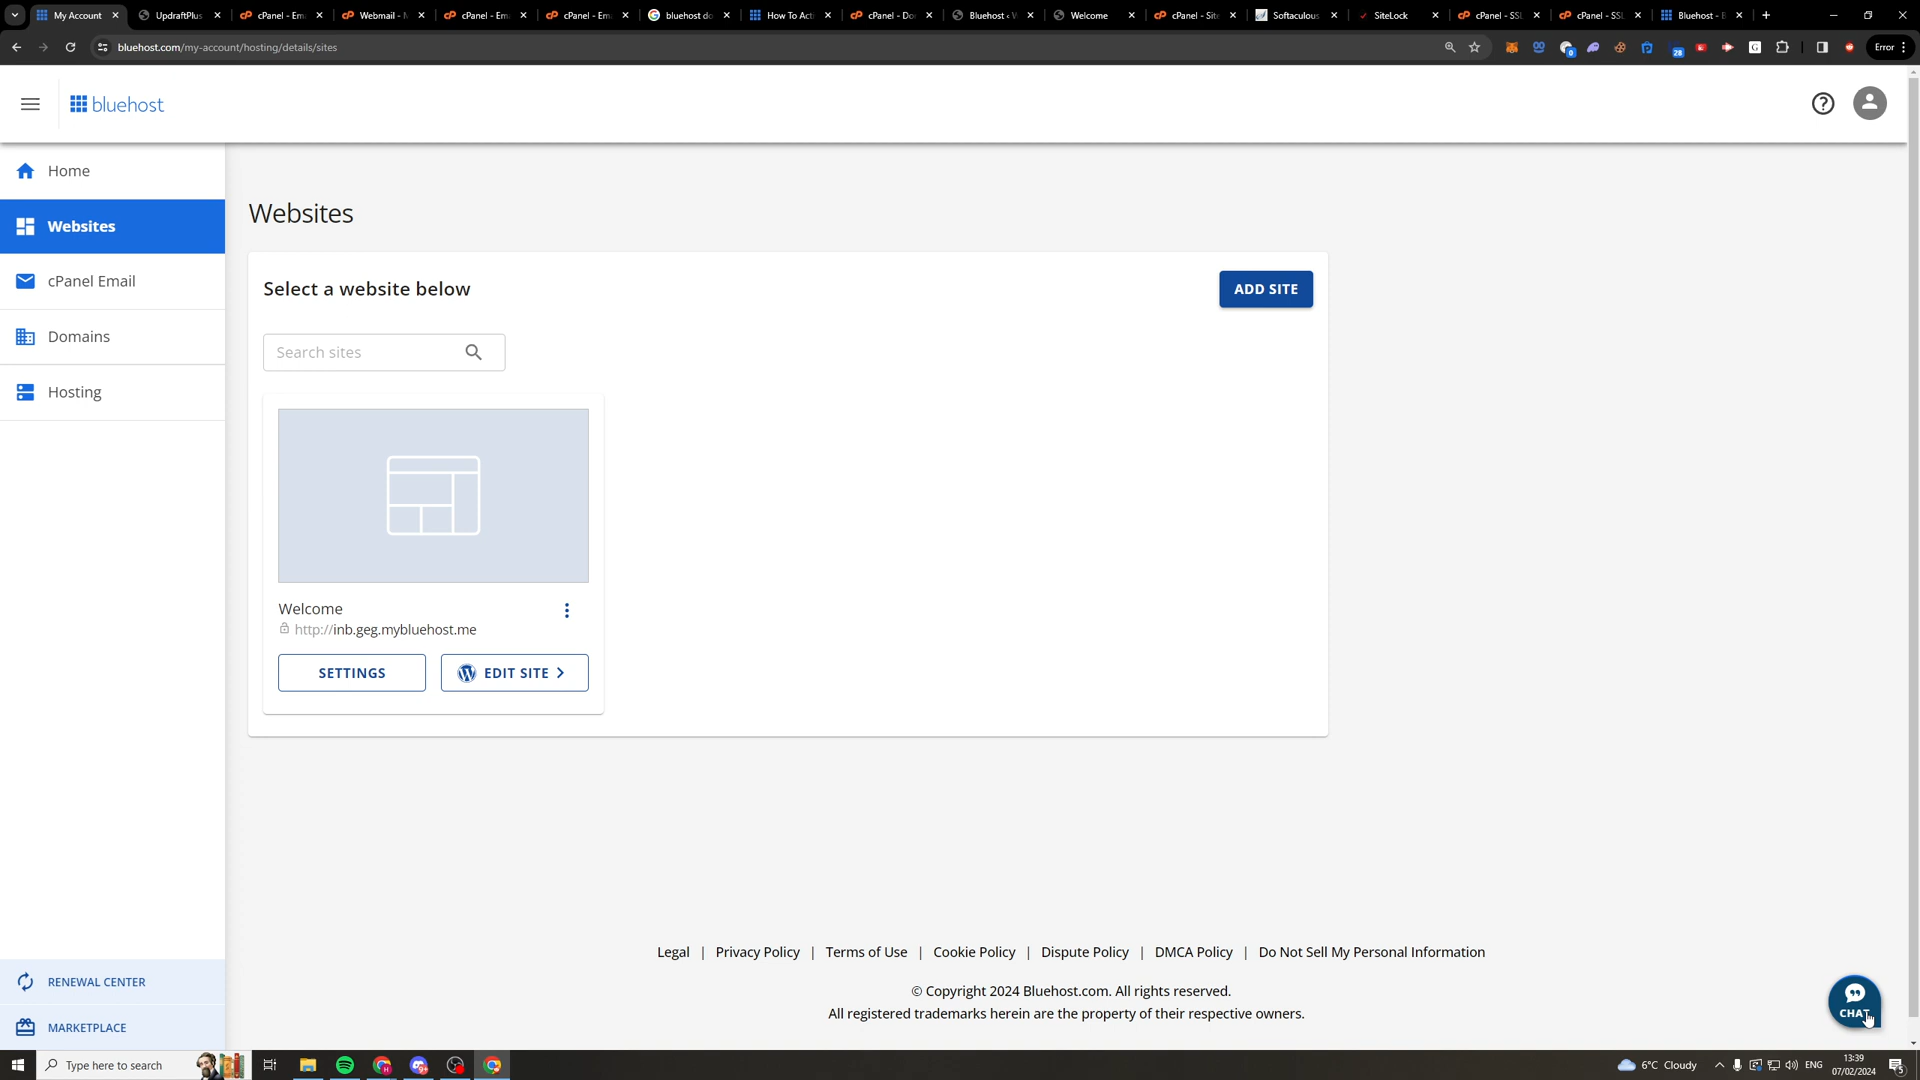 My Account
UpdraftPlus
cPanel - Em
Webmail - M
cPanel - Em
cPanel - Em
bluehost do
How To Acti
cPanel - Do
Bluehost ‹ W
Welcome
cPanel - Sit
Softaculous
SiteLock
cPanel - SSL
cPanel - SSL
Bluehost - B
bluehost.com/my-account/hosting/details/sites
0
28
G
Error
bluehost
Home
Websites
cPanel Email
Domains
Hosting
Websites
Select a website below
ADD SITE
Search sites
Welcome
http://inb.geg.mybluehost.me
SETTINGS
EDIT SITE
Legal | Privacy Policy | Terms of Use | Cookie Policy | Dispute Policy | DMCA Policy | Do Not Sell My Personal Information
© Copyright 2024 Bluehost.com. All rights reserved.
All registered trademarks herein are the property of their respective owners.
RENEWAL CENTER
MARKETPLACE
CHAT
Type here to search
6°C Cloudy
ENG
13:39
07/02/2024
5